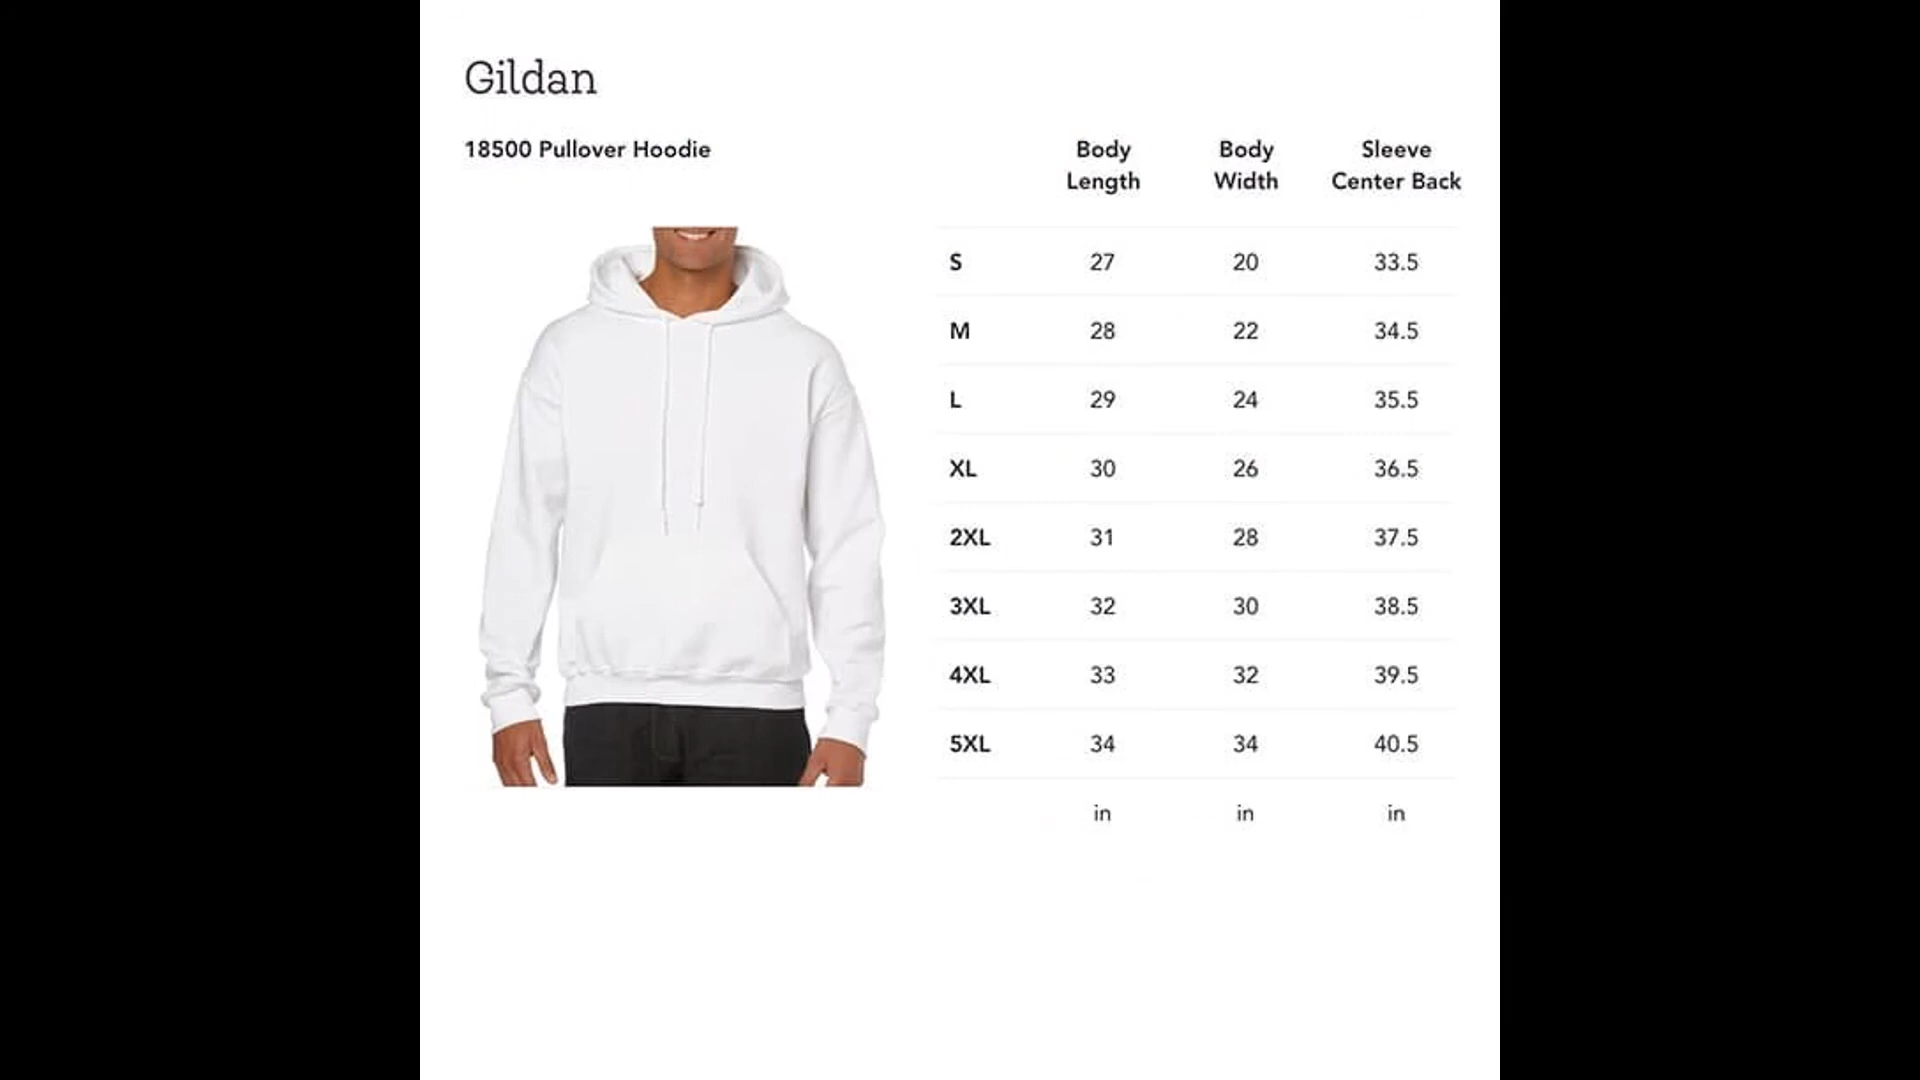 Gildan
18500 Pullover Hoodie
Body Length Body Width Sleeve Center Back
S 27 20 33.5
M 28 22 34.5
L 29 24 35.5
XL 30 26 36.5
2XL 31 28 37.5
3XL 32 30 38.5
4XL 33 32 39.5
5XL 34 34 40.5
in in in